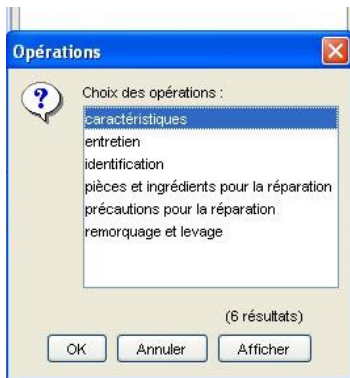 Opérations
Choix des opérations :
caractéristiques
entretien
identification
pièces et ingrédients pour la réparation
précautions pour la réparation
remorquage et levage
(6 résultats)
OK
Annuler
Afficher